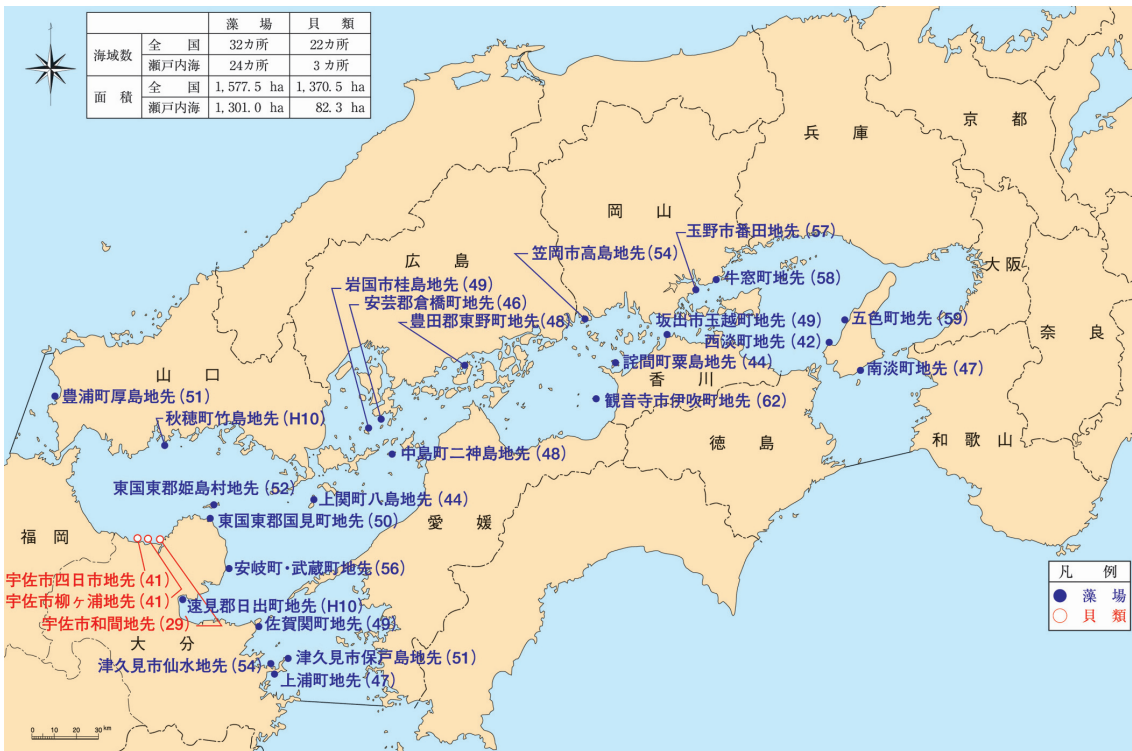 藻場 貝類
海域数 全国 32カ所 22カ所
瀬戸内海 24カ所 3カ所
面積 全国 1,577.5 ha 1,370.5 ha
瀬戸内海 1,301.0 ha 82.3 ha
兵庫
京都
岡山
広島
大阪
奈良
山口
香川
徳島
和歌山
愛媛
福岡
大分
玉野市番田地先(57)
笠岡市高島地先(54)
牛窓町地先(58)
岩国市桂島地先(49)
安芸郡倉橋町地先(46)
豊田郡東野町地先(48)
坂出市玉越町地先(49)
五色町地先(59)
西淡町地先(42)
詫間町粟島地先(44)
南淡町地先(47)
豊浦町厚島地先(51)
観音寺市伊吹町地先(62)
秋穂町竹島地先(H10)
中島町二神島地先(48)
東国東郡姫島村地先(52)
上関町八島地先(44)
東国東郡国見町地先(50)
安岐町・武蔵町地先(56)
宇佐市四日市地先(41)
宇佐市柳ヶ浦地先(41)
速見郡日出町地先(H10)
宇佐市和間地先(29)
佐賀関町地先(49)
津久見市保戸島地先(51)
津久見市仙水地先(54)
上浦町地先(47)
凡例
藻場
貝類
0 10 20 30 km